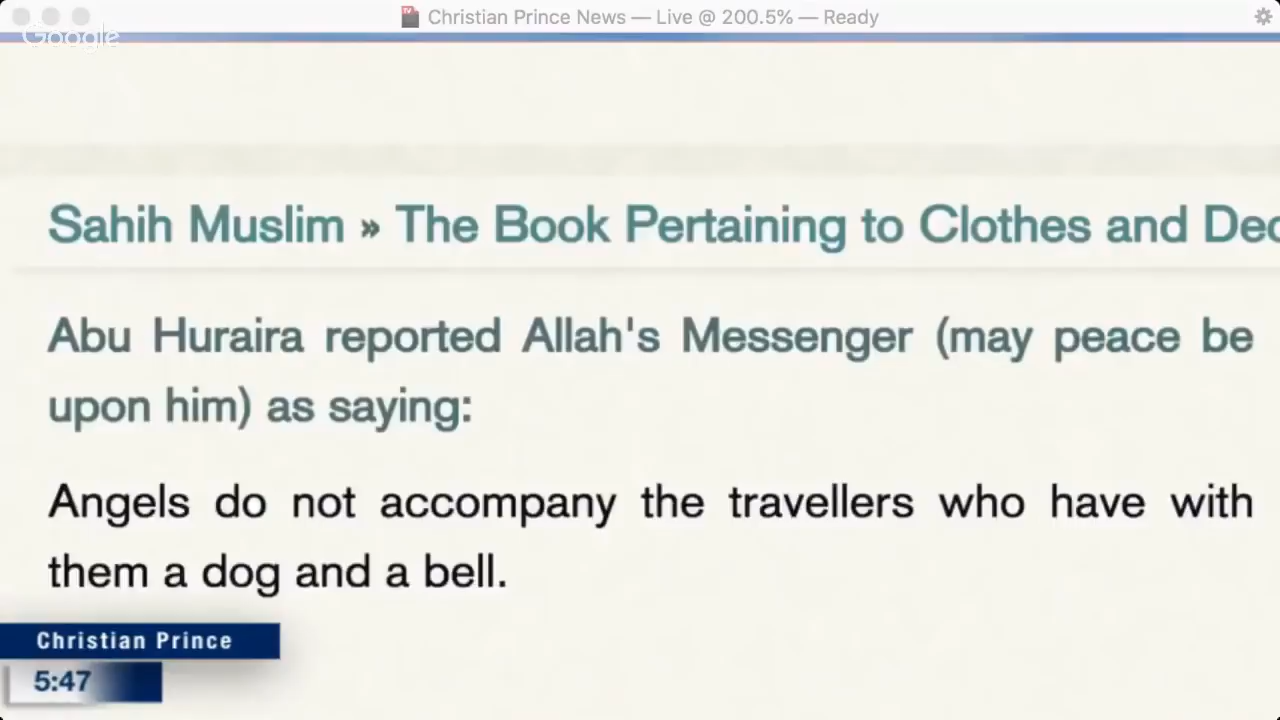 Christian Prince News — Live @ 200.5% — Ready
Google
Sahih Muslim » The Book Pertaining to Clothes and Dec
Abu Huraira reported Allah's Messenger (may peace be
upon him) as saying:
Angels do not accompany the travellers who have with
them a dog and a bell.
Christian Prince
5:47